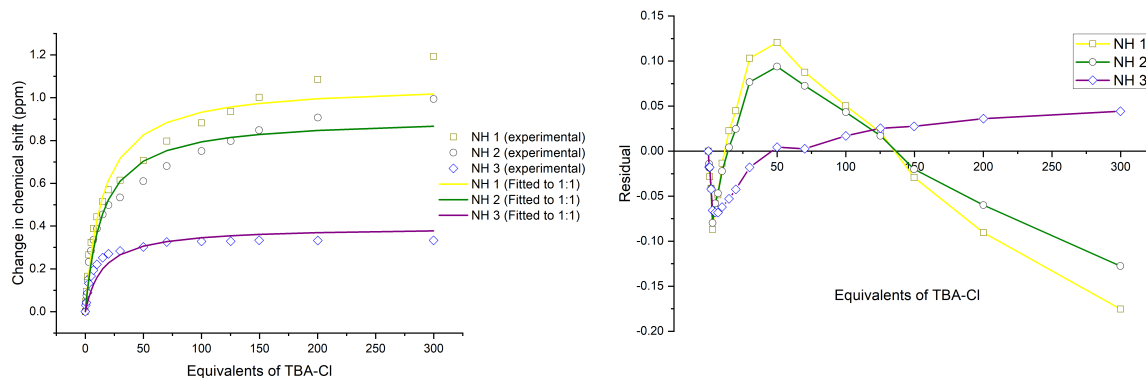 Change in chemical shift (ppm)
1.2
1.0
0.8
0.6
0.4
0.2
0.0
0
50
100
150
200
250
300
Equivalents of TBA-Cl
NH 1 (experimental)
NH 2 (experimental)
NH 3 (experimental)
NH 1 (Fitted to 1:1)
NH 2 (Fitted to 1:1)
NH 3 (Fitted to 1:1)
Residual
0.15
0.10
0.05
0.00
-0.05
-0.10
-0.15
-0.20
0
50
100
150
200
250
300
Equivalents of TBA-Cl
NH 1
NH 2
NH 3